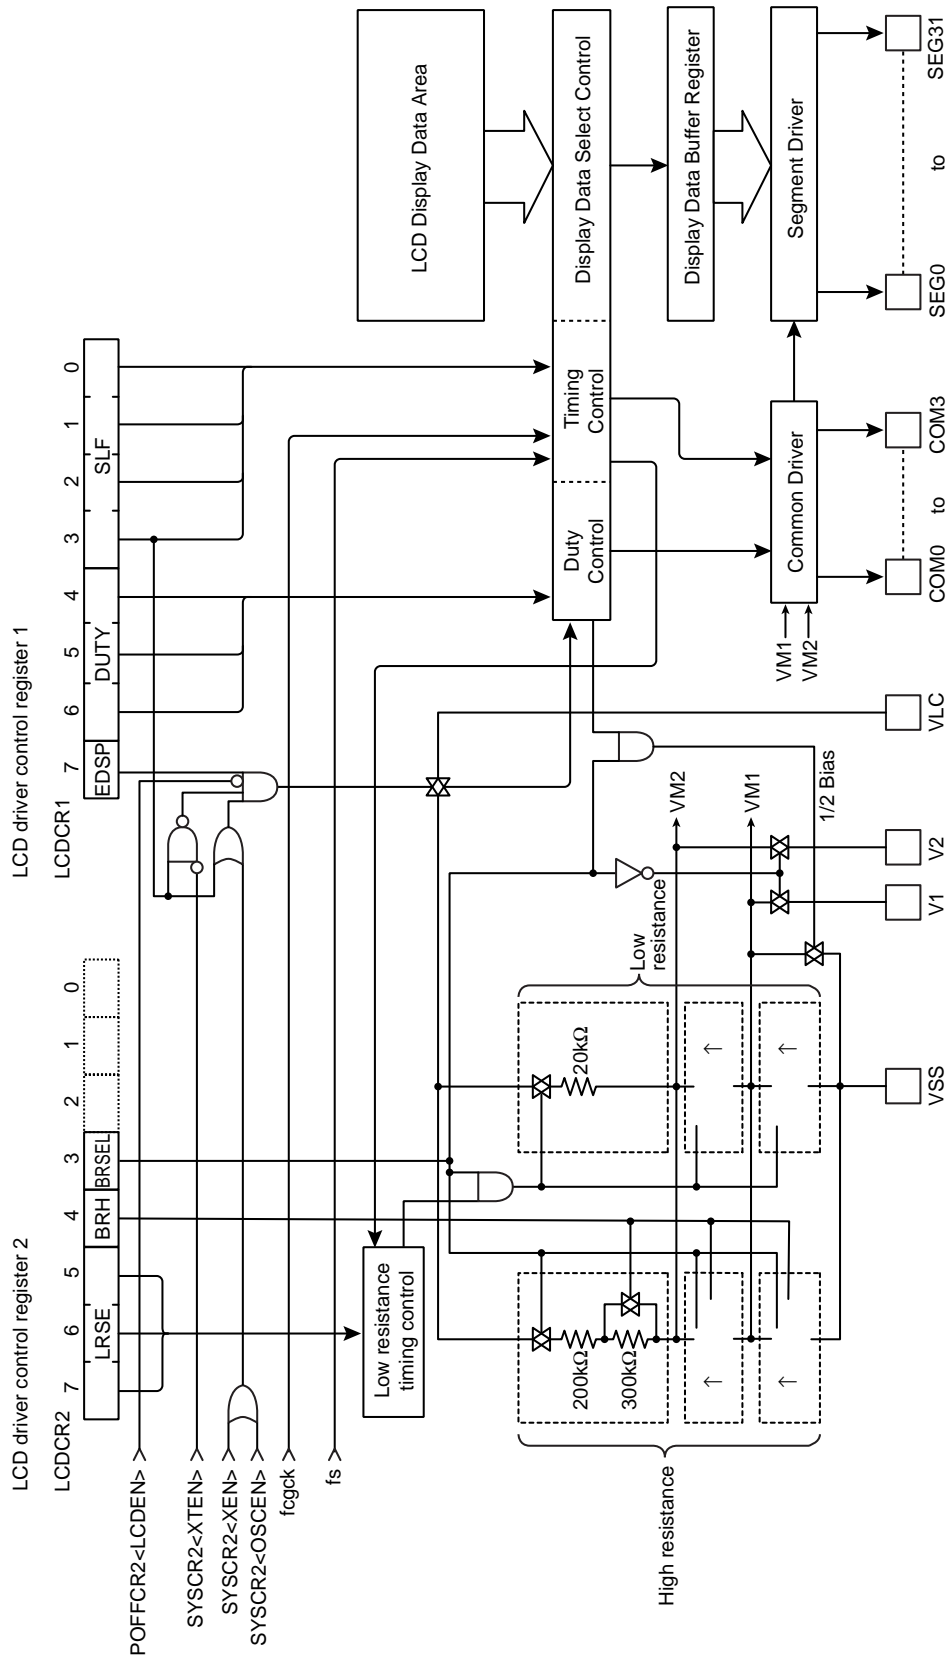 LCD driver control register 2
LCD driver control register 1
LCDCR2
7
6
5
4
3
2
1
0
LRSE
BRH
BRSEL
LCDCR1
7
6
5
4
3
2
1
0
EDSP
DUTY
SLF
POFFCR2<LCDEN>
SYSCR2<XTEN>
SYSCR2<XEN>
SYSCR2<OSCEN>
fcgck
fs
LCD Display Data Area
Low resistance
timing control
Duty
Control
Timing
Control
Display Data Select Control
Display Data Buffer Register
High resistance
200kΩ
300kΩ
↑
↑
20kΩ
↑
↑
Low
resistance
VM2
VM1
1/2 Bias
VM1
VM2
Common Driver
Segment Driver
VSS
V1
V2
VLC
COM0
to
COM3
SEG0
to
SEG31